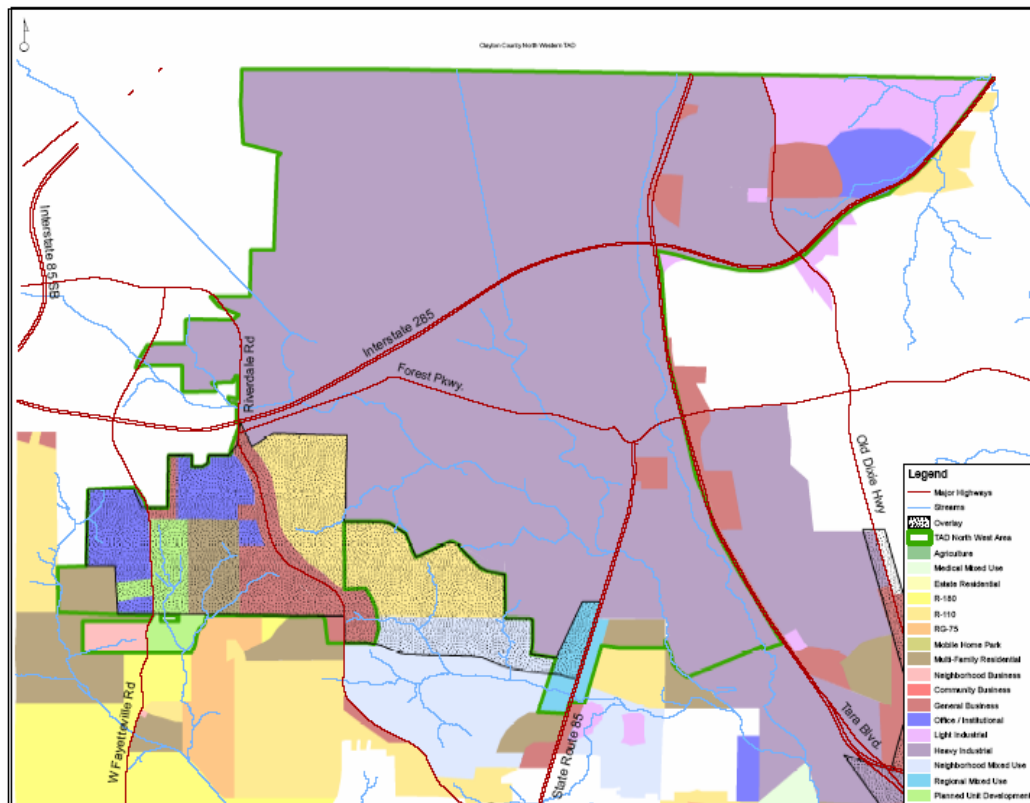 Clayton County North Western TAD
Interstate 85 SB
Riverdale Rd
Interstate 285
Forest Pkwy.
Old Dixie Hwy
W Fayetteville Rd
State Route 85
Tara Blvd.
Legend
Major Highways
Streams
Overlay
TAD North West Area
Agriculture
Medical Mixed Use
Estate Residential
R-180
R-110
RG-75
Mobile Home Park
Multi-Family Residential
Neighborhood Business
Community Business
General Business
Office / Institutional
Light Industrial
Heavy Industrial
Neighborhood Mixed Use
Regional Mixed Use
Planned Unit Development